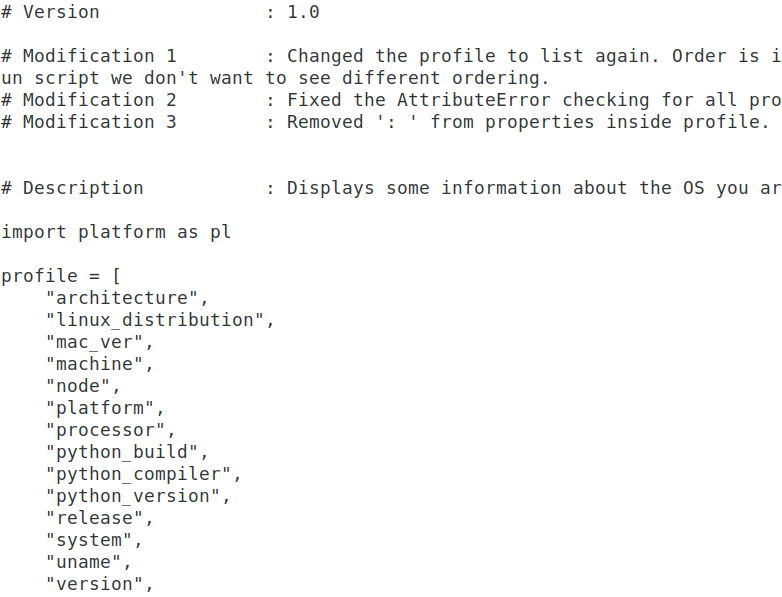 # Version               : 1.0
# Modification 1        : Changed the profile to list again. Order is i
un script we don't want to see different ordering.
# Modification 2        : Fixed the AttributeError checking for all pro
# Modification 3        : Removed ': ' from properties inside profile.
# Description           : Displays some information about the OS you ar
import platform as pl
profile = [
    "architecture",
    "linux_distribution",
    "mac_ver",
    "machine",
    "node",
    "platform",
    "processor",
    "python_build",
    "python_compiler",
    "python_version",
    "release",
    "system",
    "uname",
    "version",